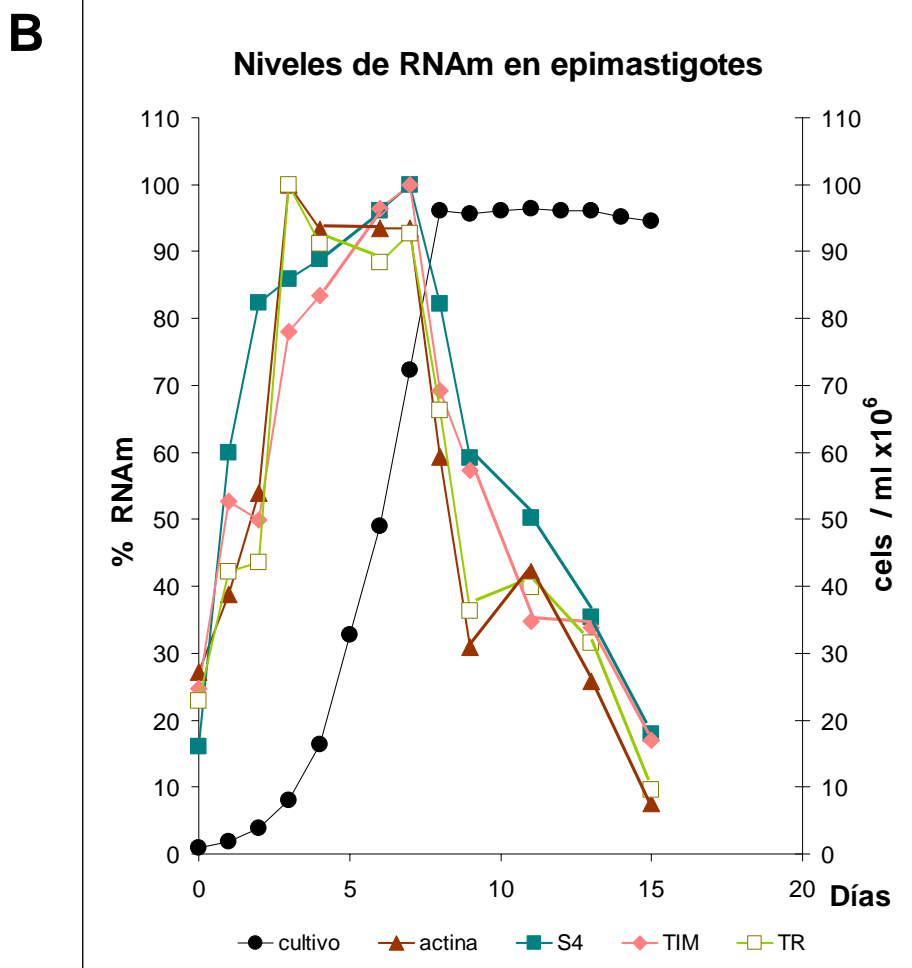 B
Niveles de RNAm en epimastigotes
110 110
100 100
90 90
80 80
70 70
60 60
50 50
40 40
30 30
20 20
10 10
0 0
% RNAm
cels / ml x10⁶
0 5 10 15 20 Días
cultivo actina S4 TIM TR